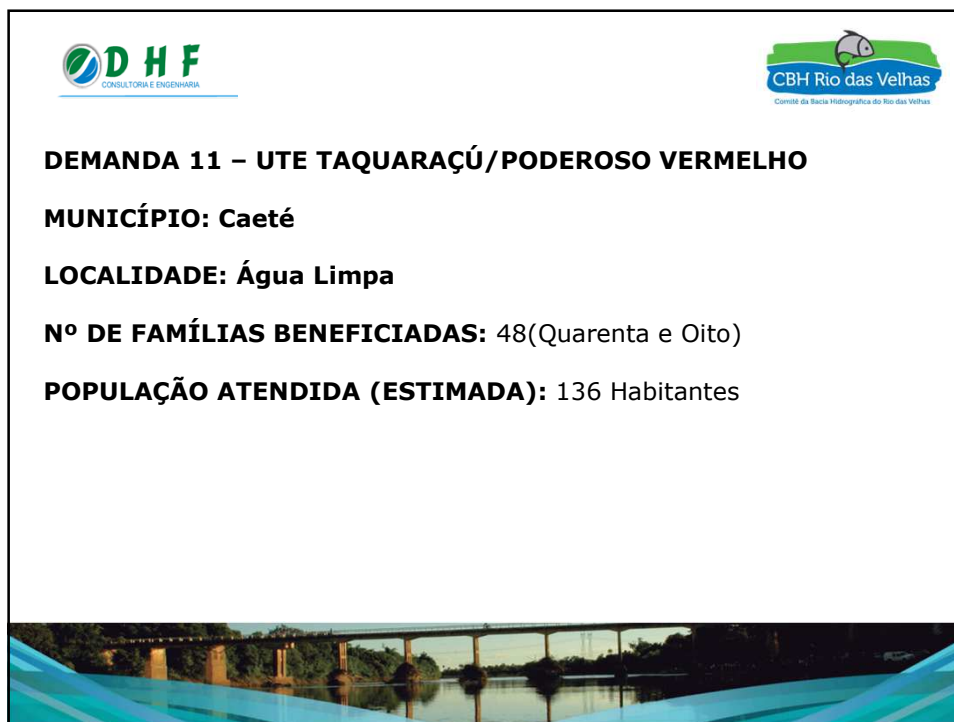 D H F
CONSULTORIA E ENGENHARIA
CBH Rio das Velhas
Comitê da Bacia Hidrográfica do Rio das Velhas
DEMANDA 11 – UTE TAQUARAÇÚ/PODEROSO VERMELHO
MUNICÍPIO: Caeté
LOCALIDADE: Água Limpa
Nº DE FAMÍLIAS BENEFICIADAS: 48(Quarenta e Oito)
POPULAÇÃO ATENDIDA (ESTIMADA): 136 Habitantes